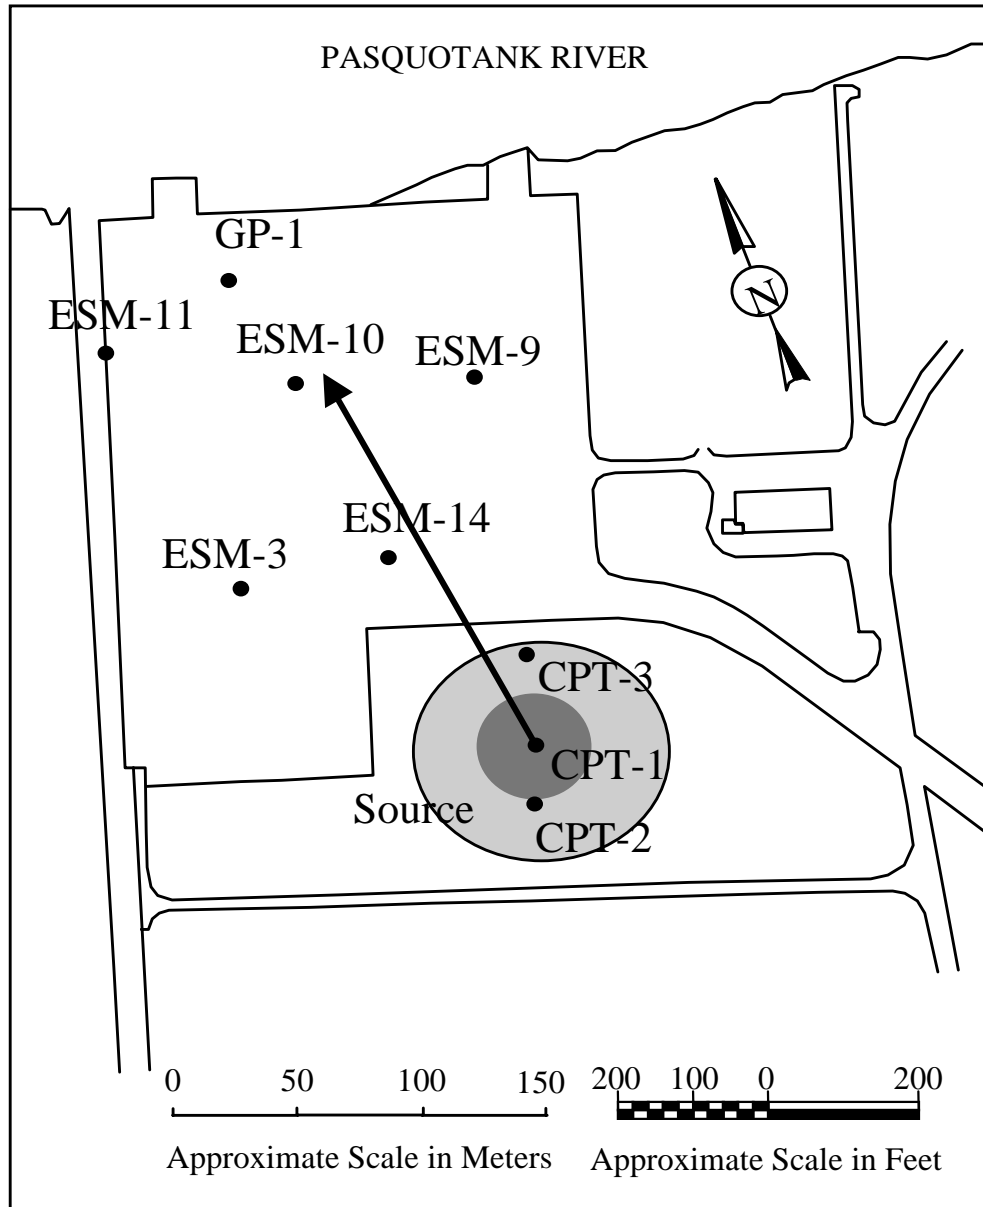 PASQUOTANK RIVER
GP-1
ESM-11
ESM-10
ESM-9
N
ESM-14
ESM-3
CPT-3
CPT-1
Source
CPT-2
0 50 100 150
200 100 0 200
Approximate Scale in Meters
Approximate Scale in Feet